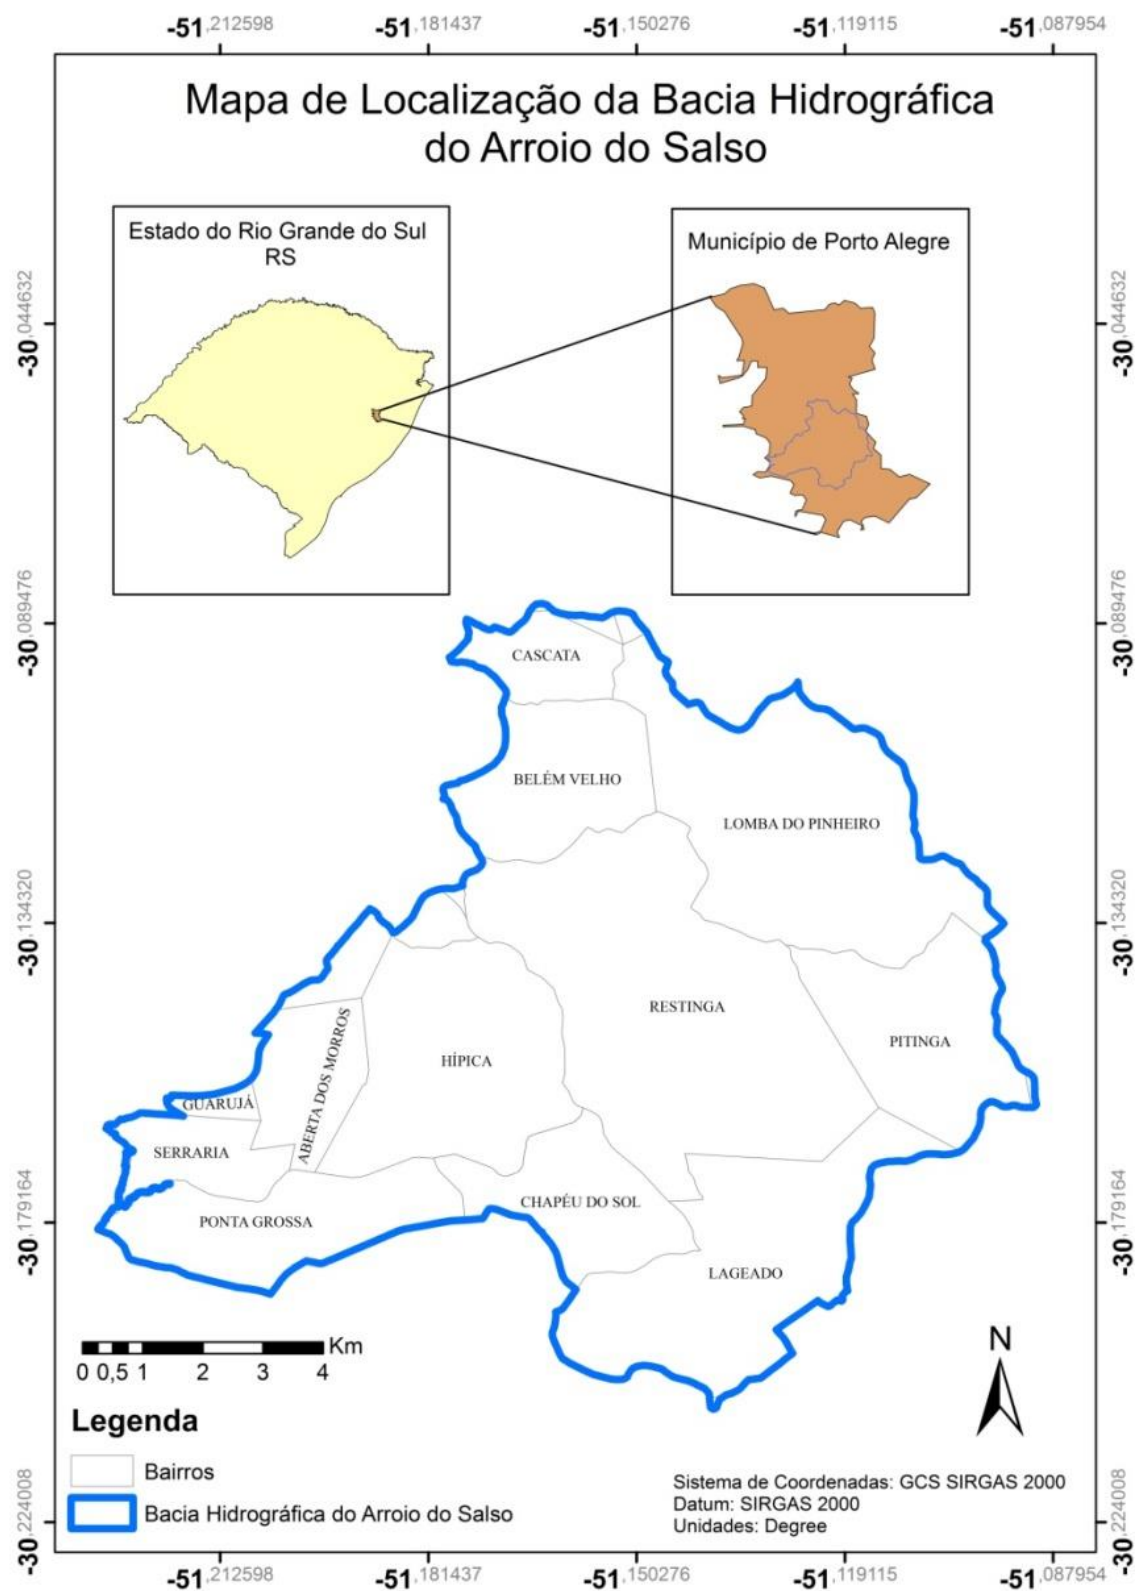 -51,212598 -51,181437 -51,150276 -51,119115 -51,087954
Mapa de Localização da Bacia Hidrográfica
do Arroio do Salso
Estado do Rio Grande do Sul
RS
Município de Porto Alegre
-30,044632 -30,044632
-30,089476 -30,089476
CASCATA
BELÉM VELHO
LOMBA DO PINHEIRO
-30,134320 -30,134320
RESTINGA
PITINGA
HÍPICA
ABERTA DOS MORROS
GUARUJÁ
SERRARIA
CHAPÉU DO SOL
PONTA GROSSA
-30,179164 -30,179164
LAGEADO
Km
0 0,5 1 2 3 4
N
Legenda
Bairros
Bacia Hidrográfica do Arroio do Salso
Sistema de Coordenadas: GCS SIRGAS 2000
Datum: SIRGAS 2000
Unidades: Degree
-30,224008 -30,224008
-51,212598 -51,181437 -51,150276 -51,119115 -51,087954